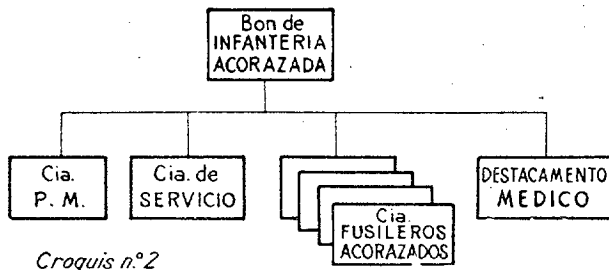 Bon de
INFANTERIA
ACORAZADA
Cia.
P. M.
Cia. de
SERVICIO
Cia.
FUSILEROS
ACORAZADOS
DESTACAMENTO
MEDICO
Croquis n.º 2